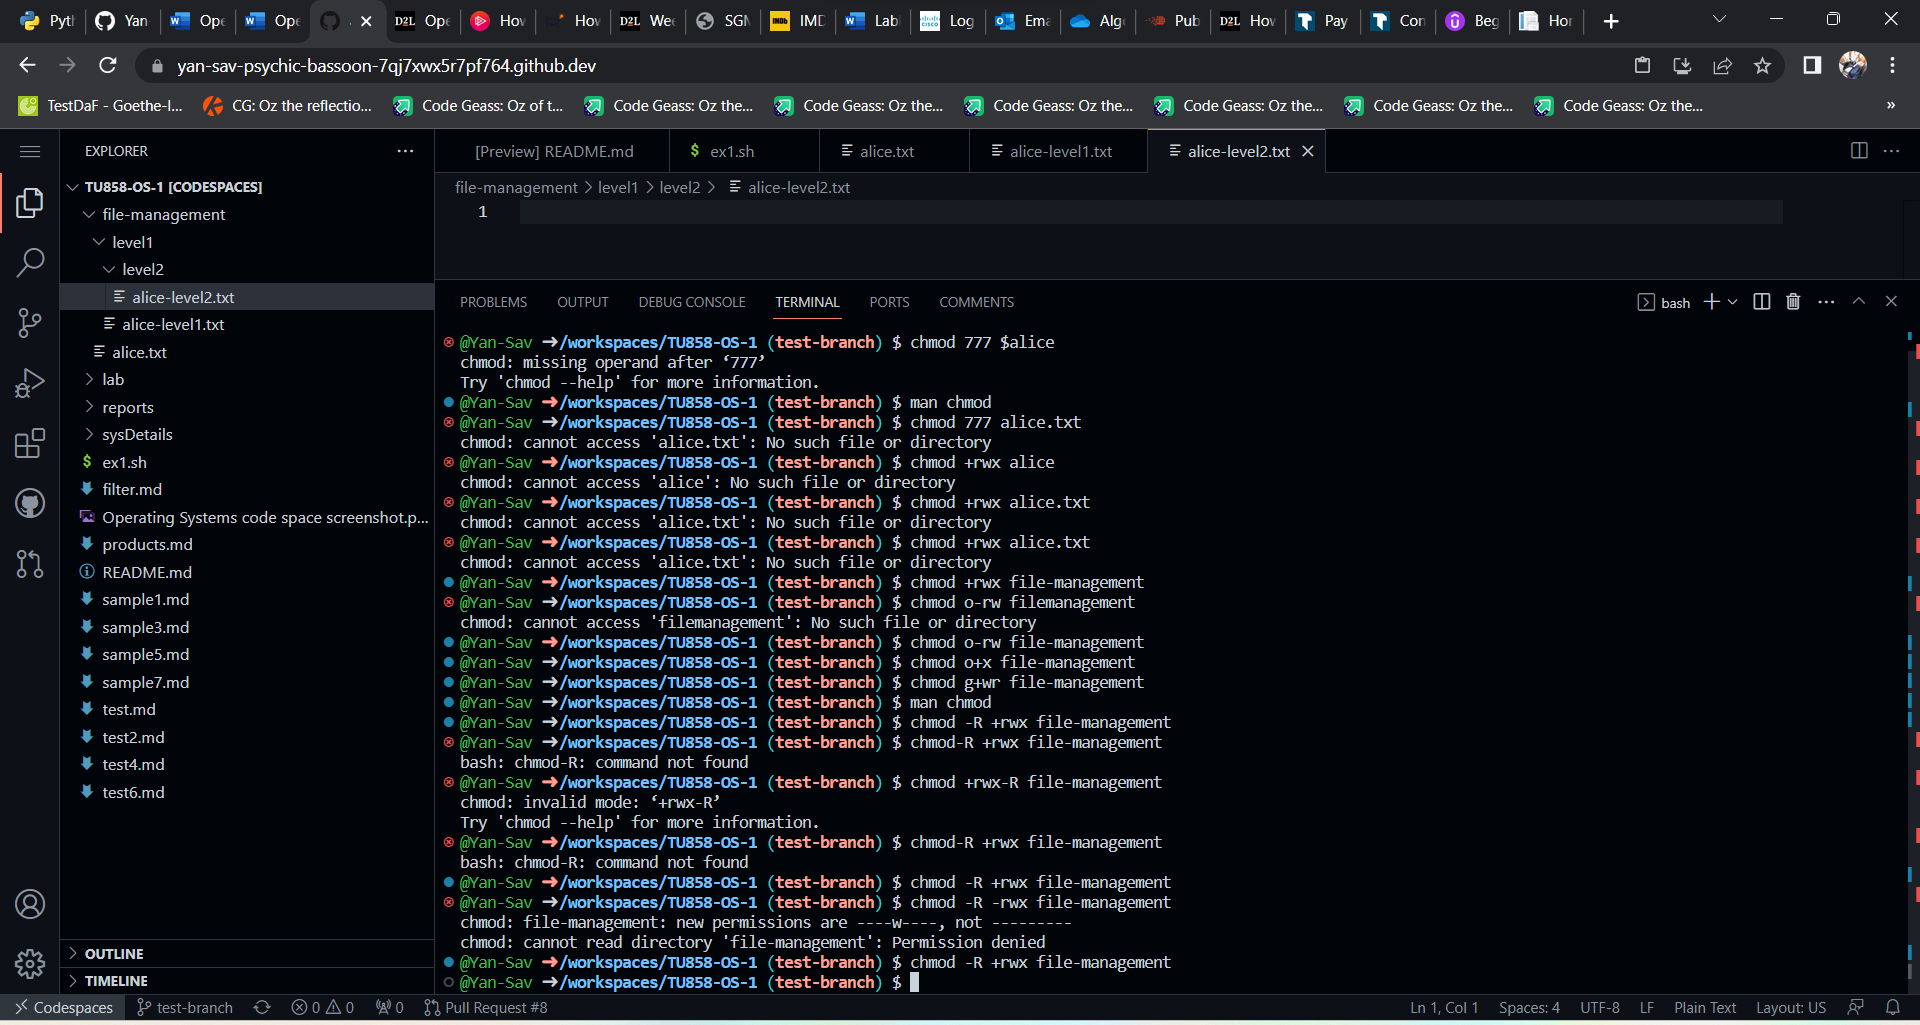 Pyt
Yan
Ope
Ope
Ope
Hov
Hov
Wee
SGN
IMD
Lab
Log
Ema
Alg
Pub
Hov
Pay
Con
Beg
Hor
yan-sav-psychic-bassoon-7qj7xwx5r7pf764.github.dev
TestDaF - Goethe-I...
CG: Oz the reflectio...
Code Geass: Oz of t...
Code Geass: Oz the...
Code Geass: Oz the...
Code Geass: Oz the...
Code Geass: Oz the...
Code Geass: Oz the...
Code Geass: Oz the...
»
EXPLORER
TU858-OS-1 [CODESPACES]
file-management
level1
level2
alice-level2.txt
alice-level1.txt
alice.txt
lab
reports
sysDetails
ex1.sh
filter.md
Operating Systems code space screenshot.p...
products.md
README.md
sample1.md
sample3.md
sample5.md
sample7.md
test.md
test2.md
test4.md
test6.md
OUTLINE
TIMELINE
[Preview] README.md
ex1.sh
alice.txt
alice-level1.txt
alice-level2.txt
file-management > level1 > level2 > alice-level2.txt
1
PROBLEMS OUTPUT DEBUG CONSOLE TERMINAL PORTS COMMENTS
bash
@Yan-Sav ➜/workspaces/TU858-OS-1 (test-branch) $ chmod 777 $alice
chmod: missing operand after ‘777’
Try 'chmod --help' for more information.
@Yan-Sav ➜/workspaces/TU858-OS-1 (test-branch) $ man chmod
@Yan-Sav ➜/workspaces/TU858-OS-1 (test-branch) $ chmod 777 alice.txt
chmod: cannot access 'alice.txt': No such file or directory
@Yan-Sav ➜/workspaces/TU858-OS-1 (test-branch) $ chmod +rwx alice
chmod: cannot access 'alice': No such file or directory
@Yan-Sav ➜/workspaces/TU858-OS-1 (test-branch) $ chmod +rwx alice.txt
chmod: cannot access 'alice.txt': No such file or directory
@Yan-Sav ➜/workspaces/TU858-OS-1 (test-branch) $ chmod +rwx alice.txt
chmod: cannot access 'alice.txt': No such file or directory
@Yan-Sav ➜/workspaces/TU858-OS-1 (test-branch) $ chmod +rwx file-management
@Yan-Sav ➜/workspaces/TU858-OS-1 (test-branch) $ chmod o-rw filemanagement
chmod: cannot access 'filemanagement': No such file or directory
@Yan-Sav ➜/workspaces/TU858-OS-1 (test-branch) $ chmod o-rw file-management
@Yan-Sav ➜/workspaces/TU858-OS-1 (test-branch) $ chmod o+x file-management
@Yan-Sav ➜/workspaces/TU858-OS-1 (test-branch) $ chmod g+wr file-management
@Yan-Sav ➜/workspaces/TU858-OS-1 (test-branch) $ man chmod
@Yan-Sav ➜/workspaces/TU858-OS-1 (test-branch) $ chmod -R +rwx file-management
@Yan-Sav ➜/workspaces/TU858-OS-1 (test-branch) $ chmod-R +rwx file-management
bash: chmod-R: command not found
@Yan-Sav ➜/workspaces/TU858-OS-1 (test-branch) $ chmod +rwx-R file-management
chmod: invalid mode: ‘+rwx-R’
Try 'chmod --help' for more information.
@Yan-Sav ➜/workspaces/TU858-OS-1 (test-branch) $ chmod-R +rwx file-management
bash: chmod-R: command not found
@Yan-Sav ➜/workspaces/TU858-OS-1 (test-branch) $ chmod -R +rwx file-management
@Yan-Sav ➜/workspaces/TU858-OS-1 (test-branch) $ chmod -R -rwx file-management
chmod: file-management: new permissions are ----w----, not ---------
chmod: cannot read directory 'file-management': Permission denied
@Yan-Sav ➜/workspaces/TU858-OS-1 (test-branch) $ chmod -R +rwx file-management
@Yan-Sav ➜/workspaces/TU858-OS-1 (test-branch) $
Codespaces test-branch 0 0 0 Pull Request #8 Ln 1, Col 1 Spaces: 4 UTF-8 LF Plain Text Layout: US